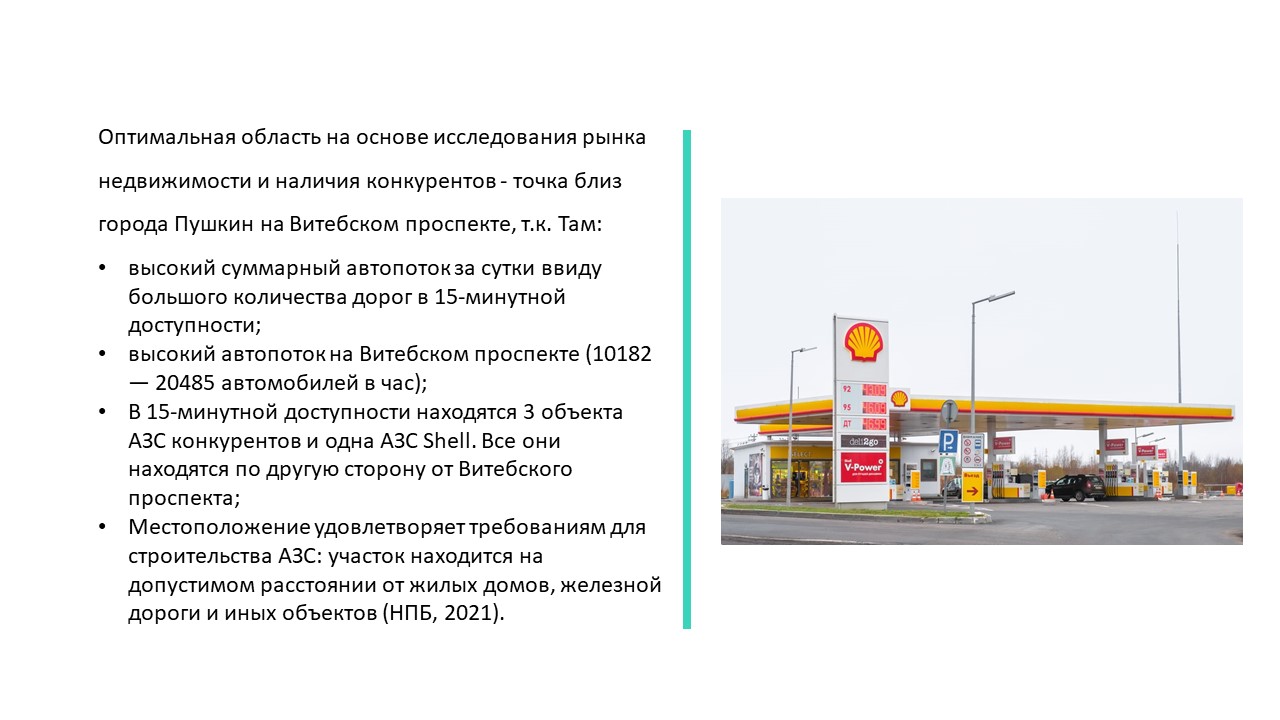 Оптимальная область на основе исследования рынка
недвижимости и наличия конкурентов - точка близ
города Пушкин на Витебском проспекте, т.к. Там:
• высокий суммарный автопоток за сутки ввиду
большого количества дорог в 15-минутной
доступности;
• высокий автопоток на Витебском проспекте (10182
— 20485 автомобилей в час);
• В 15-минутной доступности находятся 3 объекта
АЗС конкурентов и одна АЗС Shell. Все они
находятся по другую сторону от Витебского
проспекта;
• Местоположение удовлетворяет требованиям для
строительства АЗС: участок находится на
допустимом расстоянии от жилых домов, железной
дороги и иных объектов (НПБ, 2021).
92
95
ДТ
deli2go
V-Power
P